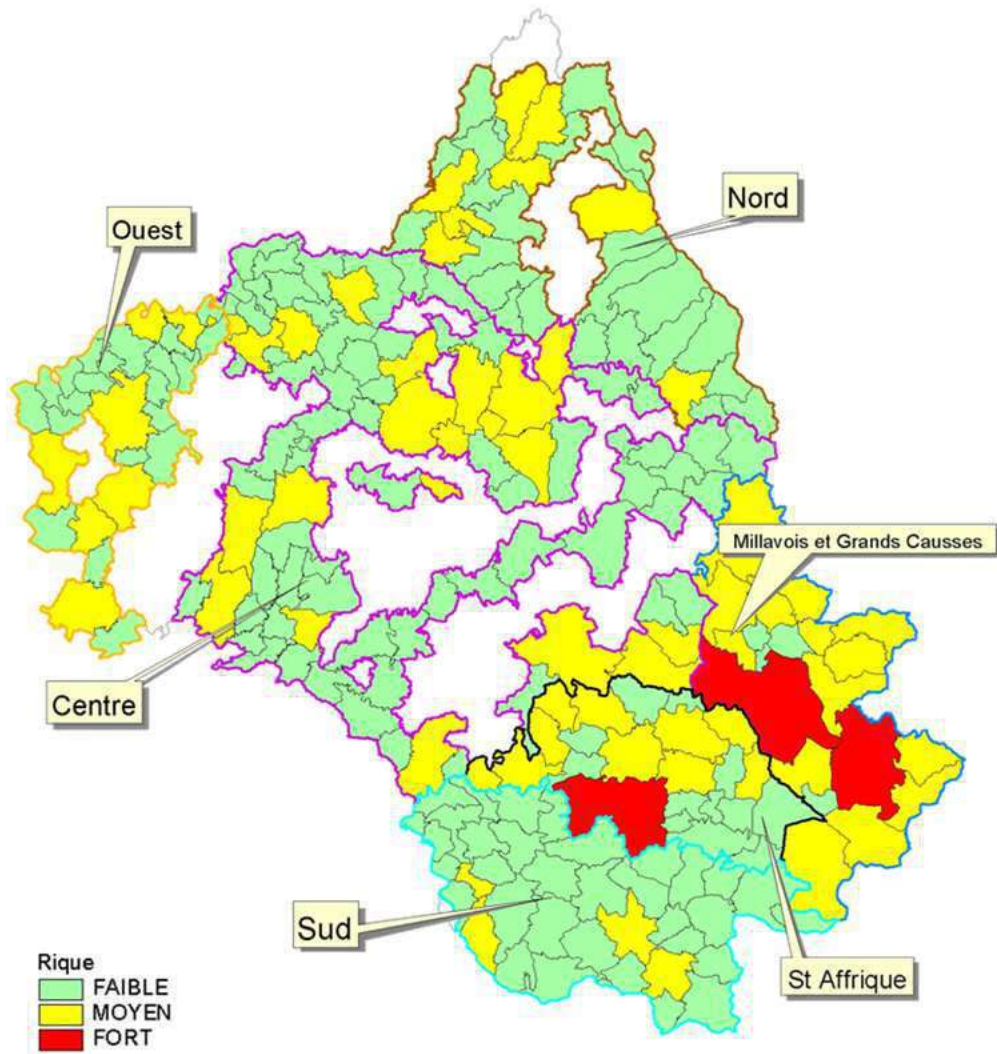 Nord
Ouest
Millavois et Grands Causses
Centre
Sud
St Affrique
Rique
FAIBLE
MOYEN
FORT